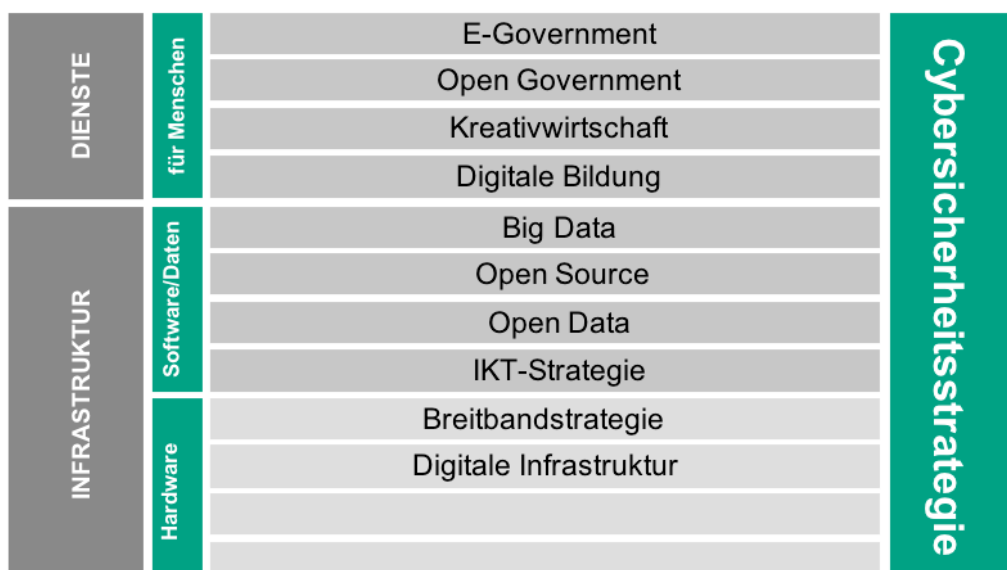 DIENSTE
für Menschen
E-Government
Open Government
Kreativwirtschaft
Digitale Bildung
INFRASTRUKTUR
Software/Daten
Big Data
Open Source
Open Data
IKT-Strategie
Hardware
Breitbandstrategie
Digitale Infrastruktur
Cybersicherheitsstrategie